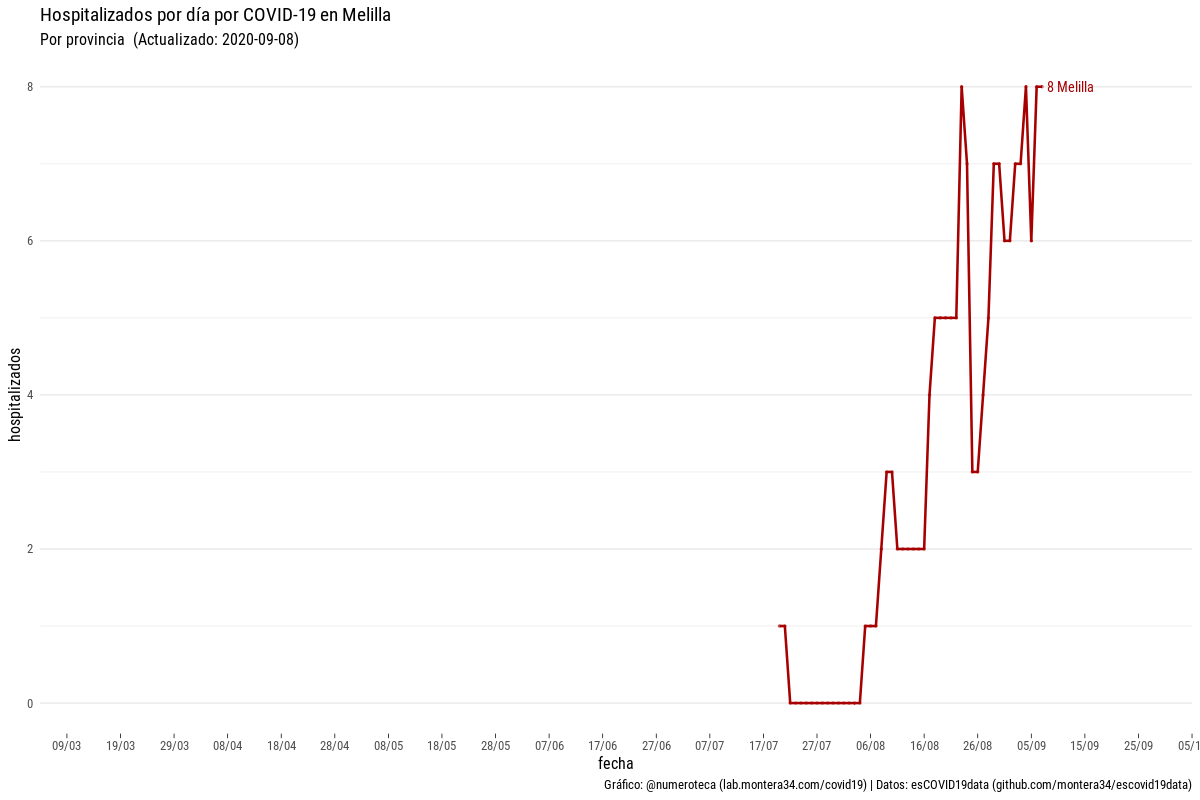 Hospitalizados por día por COVID-19 en Melilla
Por provincia (Actualizado: 2020-09-08)
8
8 Melilla
6
hospitalizados
4
2
0
09/03 19/03 29/03 08/04 18/04 28/04 08/05 18/05 28/05 07/06 17/06 27/06 07/07 17/07 27/07 06/08 16/08 26/08 05/09 15/09 25/09 05/1
fecha
Gráfico: @numeroteca (lab.montera34.com/covid19) | Datos: esCOVID19data (github.com/montera34/escovid19data)